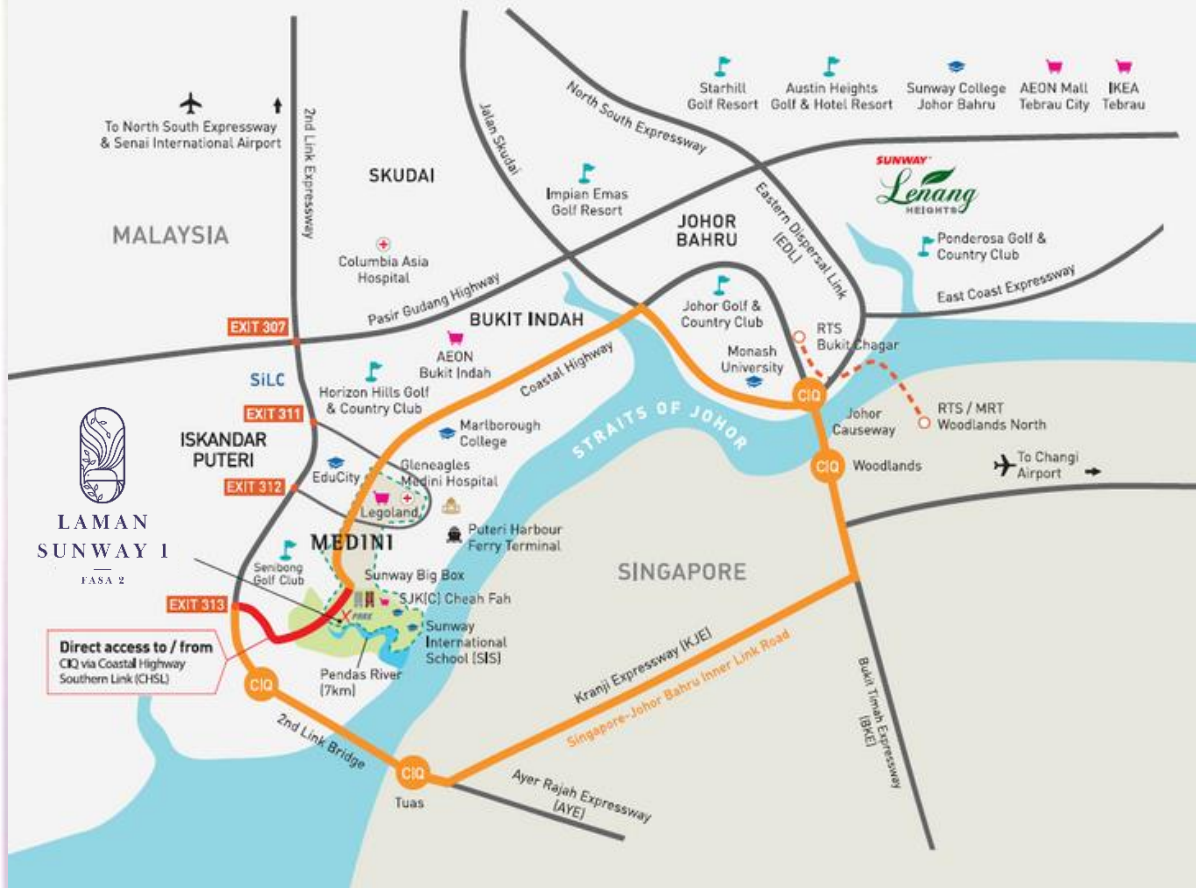 Starhill
Golf Resort
Austin Heights
Golf & Hotel Resort
Sunway College
Johor Bahru
AEON Mall
Tebrau City
IKEA
Tebrau
To North South Expressway
& Senai International Airport
2nd Link Expressway
Jalan Skudai
North South Expressway
SKUDAI
Impian Emas
Golf Resort
SUNWAY
Lenang
HEIGHTS
MALAYSIA
JOHOR
BAHRU
Eastern Dispersal Link
(EDL)
Ponderosa Golf &
Country Club
Columbia Asia
Hospital
Pasir Gudang Highway
East Coast Expressway
Johor Golf &
Country Club
BUKIT INDAH
EXIT 307
RTS
Bukit Chagar
AEON
Bukit Indah
Coastal Highway
Monash
University
SiLC
Horizon Hills Golf
& Country Club
CIQ
EXIT 311
STRAITS OF JOHOR
Johor
Causeway
RTS / MRT
Woodlands North
Marlborough
College
ISKANDAR
PUTERI
EduCity
Gleneagles
Medini Hospital
CIQ
Woodlands
To Changi
Airport
EXIT 312
Legoland
LAMAN
SUNWAY 1
FASA 2
MEDINI
Puteri Harbour
Ferry Terminal
Senibong
Golf Club
SINGAPORE
Sunway Big Box
SJK(C) Cheah Fah
EXIT 313
X PARK
Sunway
International
School (SIS)
Direct access to / from
CIQ via Coastal Highway
Southern Link (CHSL)
Pendas River
(7km)
CIQ
Kranji Expressway (KJE)
Singapore-Johor Bahru Inner Link Road
Bukit Timah Expressway
(BKE)
2nd Link Bridge
CIQ
Tuas
Ayer Rajah Expressway
(AYE)